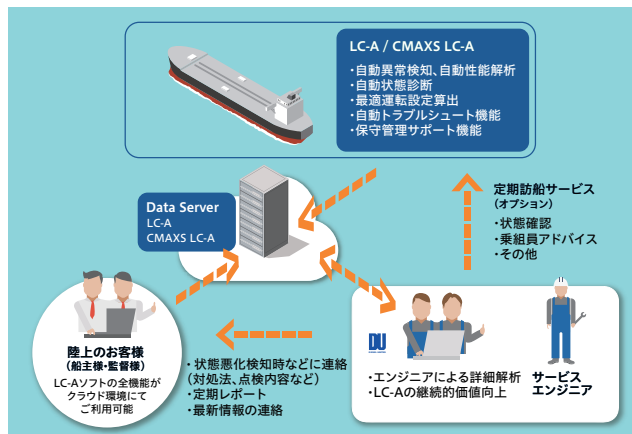 LC-A / CMAXS LC-A
・自動異常検知、自動性能解析
・自動状態診断
・最適運転設定算出
・自動トラブルシュート機能
・保守管理サポート機能
Data Server
LC-A
CMAXS LC-A
定期訪船サービス
（オプション）
・状態確認
・乗組員アドバイス
・その他
陸上のお客様
（船主様・監督様）
LC-Aソフトの全機能が
クラウド環境にて
ご利用可能
・状態悪化検知時などに連絡
（対処法、点検内容など）
・定期レポート
・最新情報の連絡
DU
・エンジニアによる詳細解析
・LC-Aの継続的価値向上
サービス
エンジニア